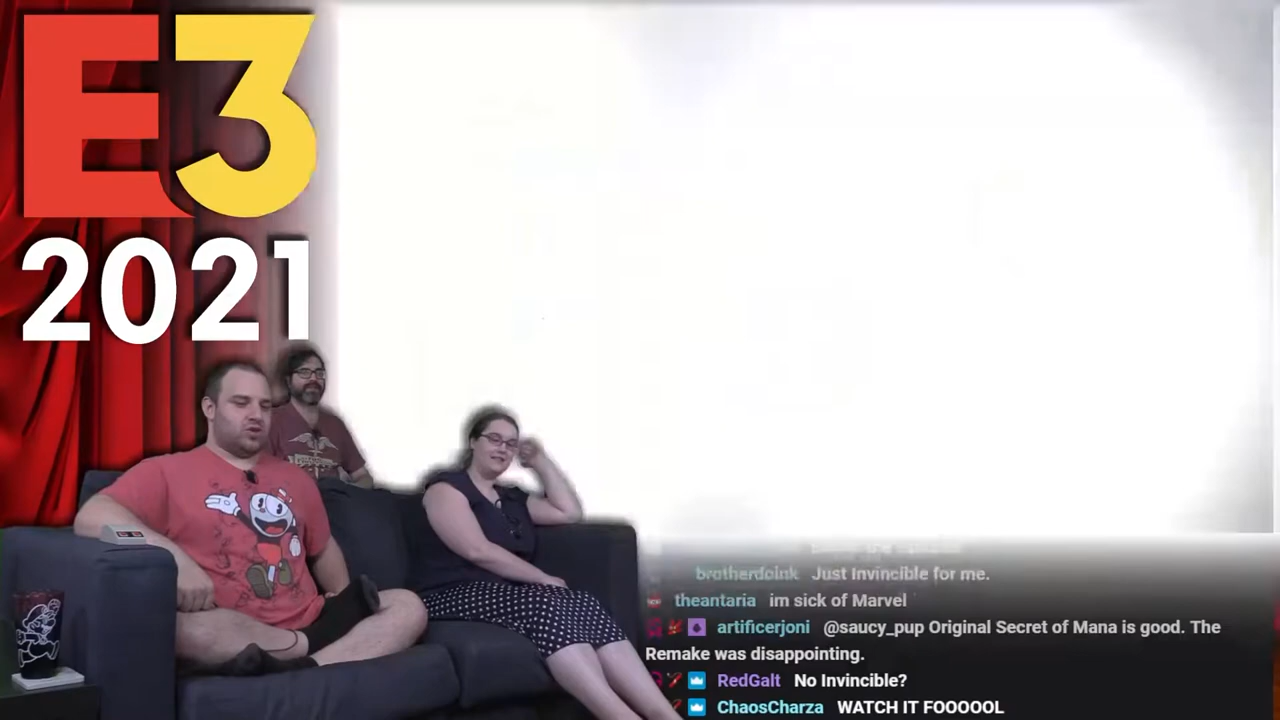 E3
2021
brotherdoink Just Invincible for me.
theantaria im sick of Marvel
artificerjoni @saucy_pup Original Secret of Mana is good. The
Remake was disappointing.
RedGalt No Invincible?
ChaosCharza WATCH IT FOOOOOL